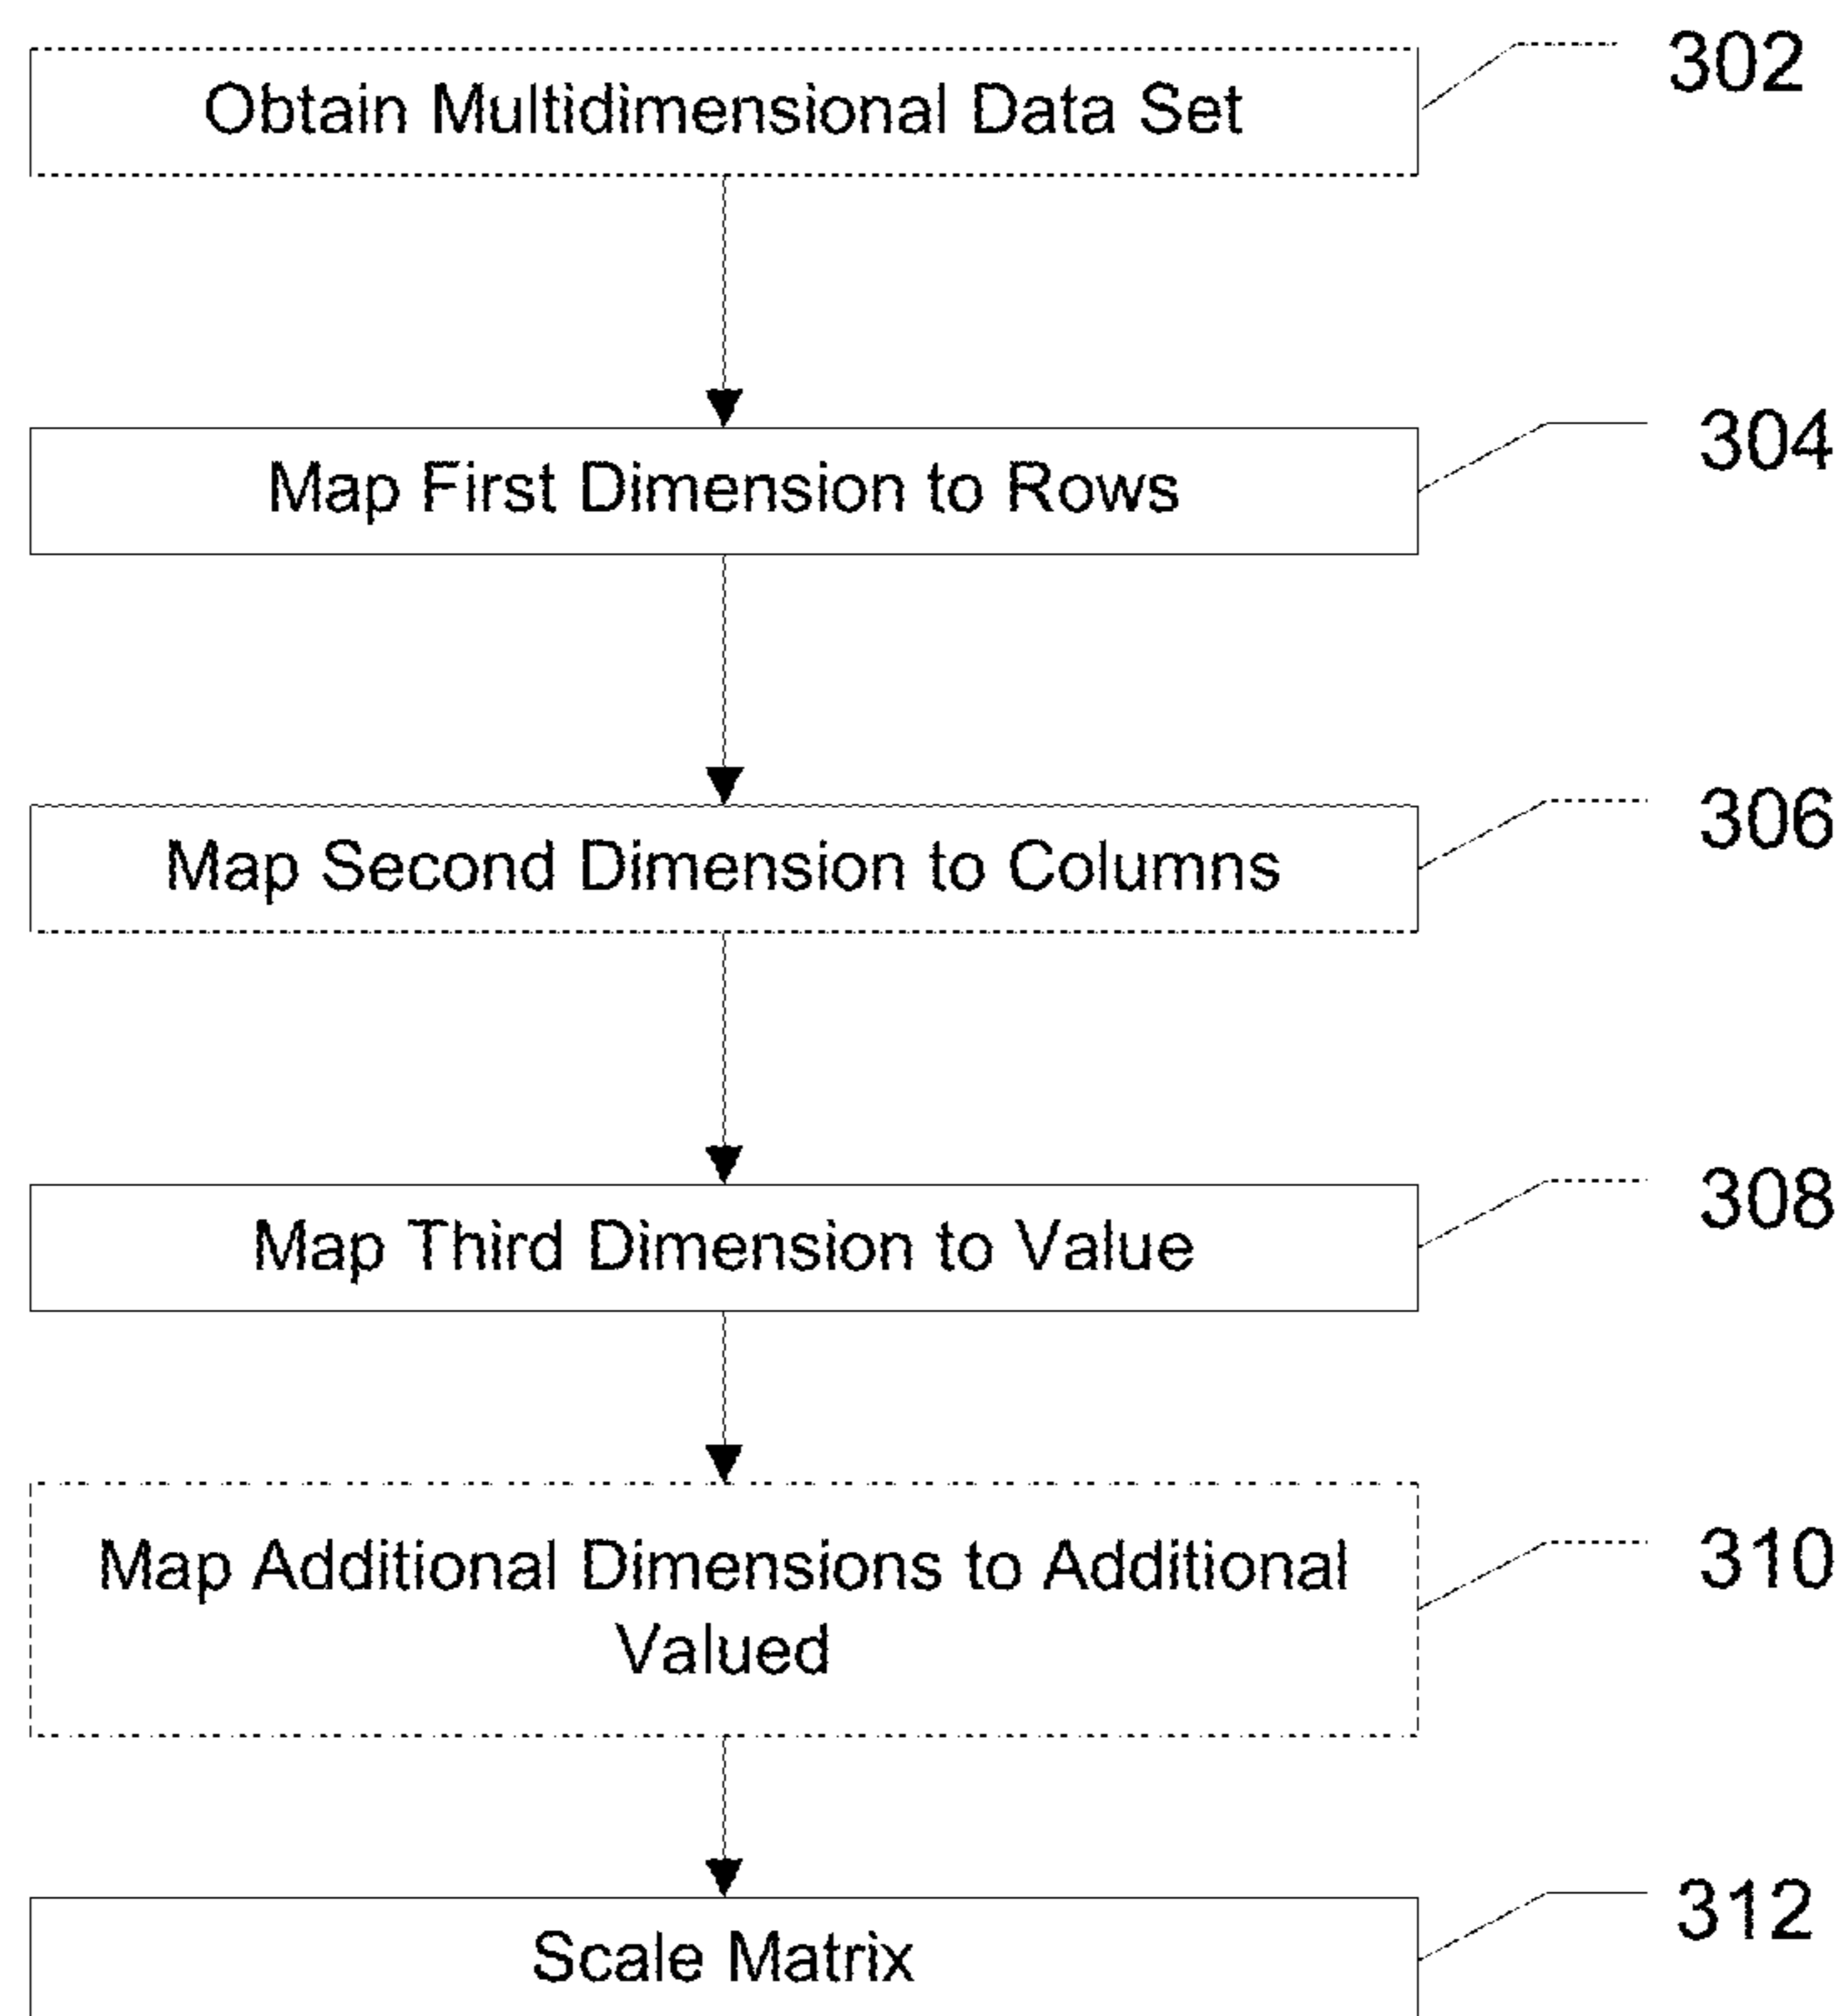 Obtain Multidimensional Data Set
302
Map First Dimension to Rows
304
Map Second Dimension to Columns
306
Map Third Dimension to Value
308
Map Additional Dimensions to Additional
Valued
310
Scale Matrix
312